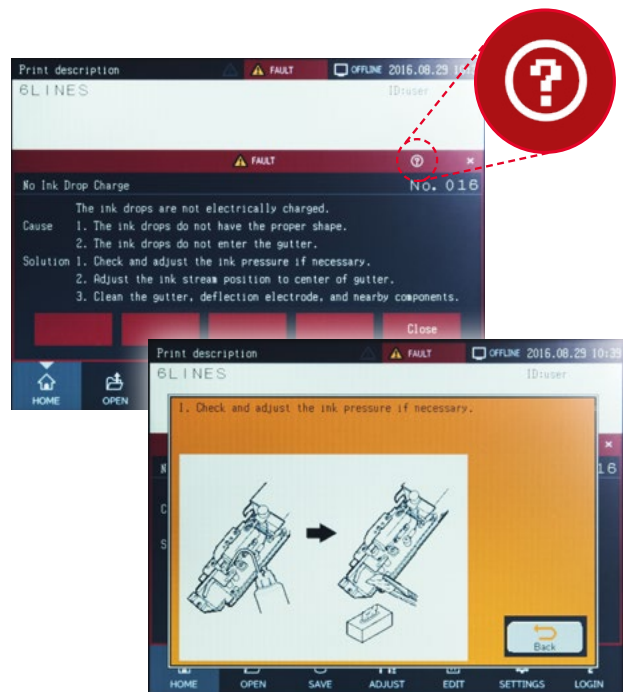 Print description
FAULT
OFFLINE 2016.08.29
6LINES
ID:user
FAULT
No Ink Drop Charge
No. 016
The ink drops are not electrically charged.
Cause 1. The ink drops do not have the proper shape.
2. The ink drops do not enter the gutter.
Solution 1. Check and adjust the ink pressure if necessary.
2. Adjust the ink stream position to center of gutter.
3. Clean the gutter, deflection electrode, and nearby components.
Close
HOME
OPEN
Print description
FAULT
OFFLINE 2016.08.29 10:39
6LINES
ID:user
1. Check and adjust the ink pressure if necessary.
16
Back
HOME
OPEN
SAVE
ADJUST
EDIT
SETTINGS
LOGIN